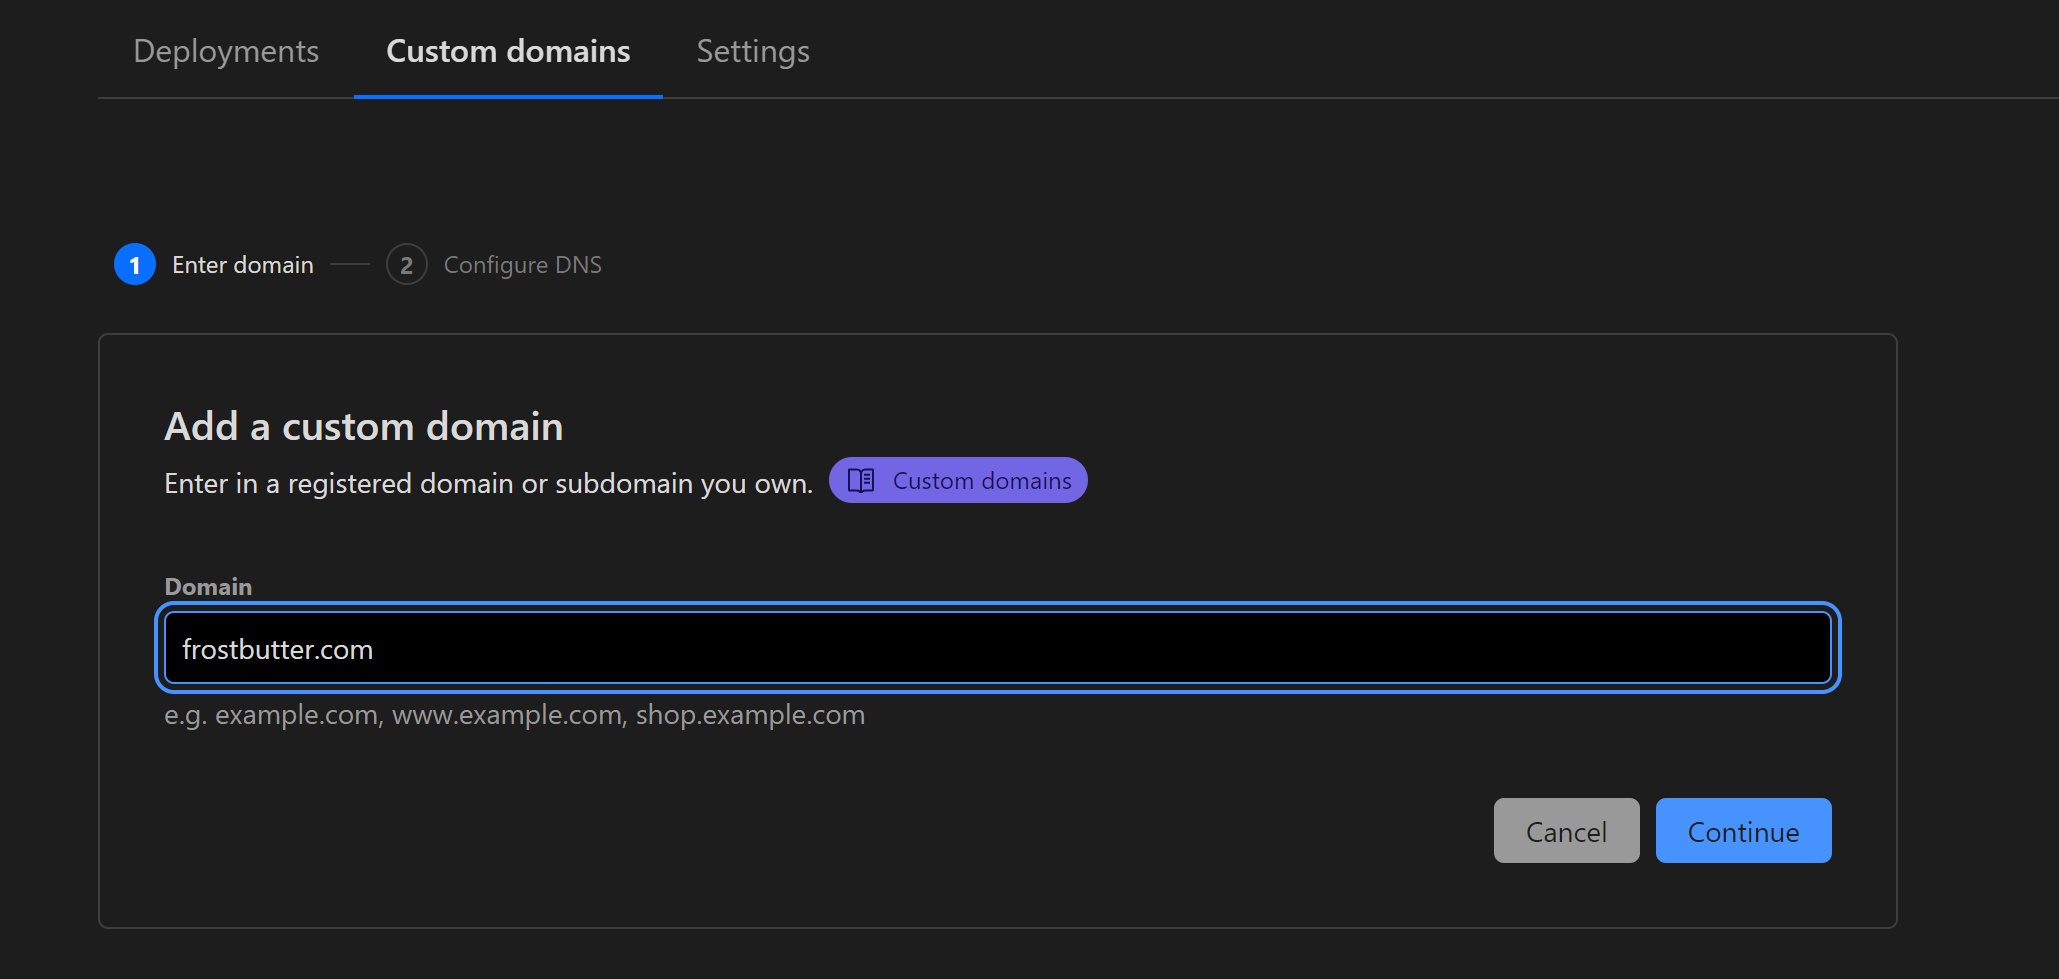 Deployments Custom domains Settings
1 Enter domain 2 Configure DNS
Add a custom domain
Enter in a registered domain or subdomain you own. Custom domains
Domain
frostbutter.com
e.g. example.com, www.example.com, shop.example.com
Cancel Continue